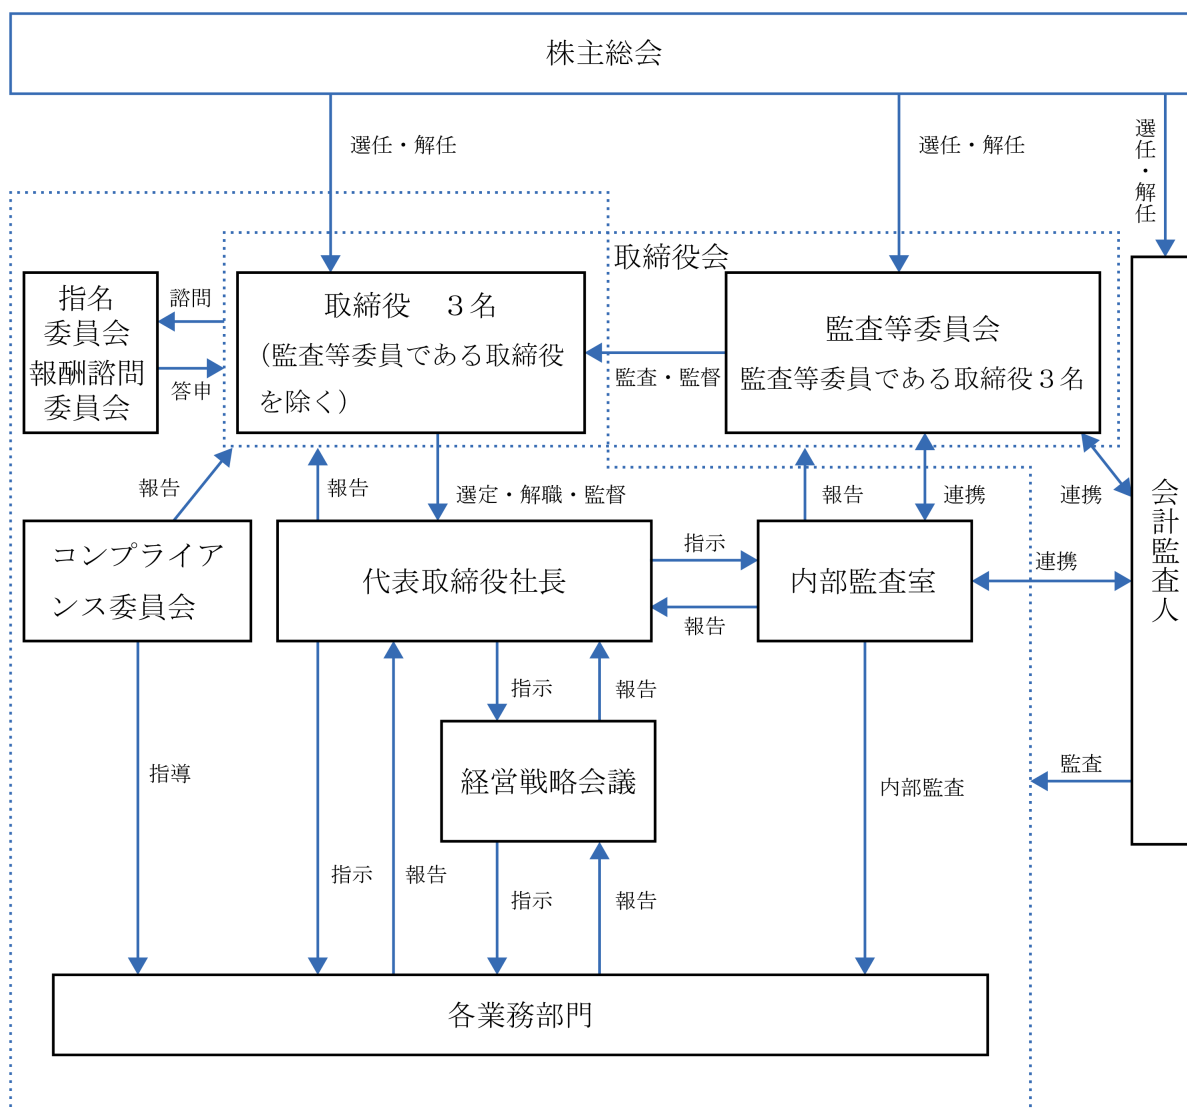 株主総会
選任・解任
選任・解任
選任・解任
取締役会
指名
委員会
報酬諮問
委員会
諮問
答申
取締役　３名
（監査等委員である取締役
を除く）
監査・監督
監査等委員会
監査等委員である取締役３名
報告
報告
選定・解職・監督
報告
連携
連携
会計監査人
コンプライア
ンス委員会
代表取締役社長
指示
報告
内部監査室
連携
指示
報告
経営戦略会議
指導
内部監査
監査
指示
報告
指示
報告
各業務部門